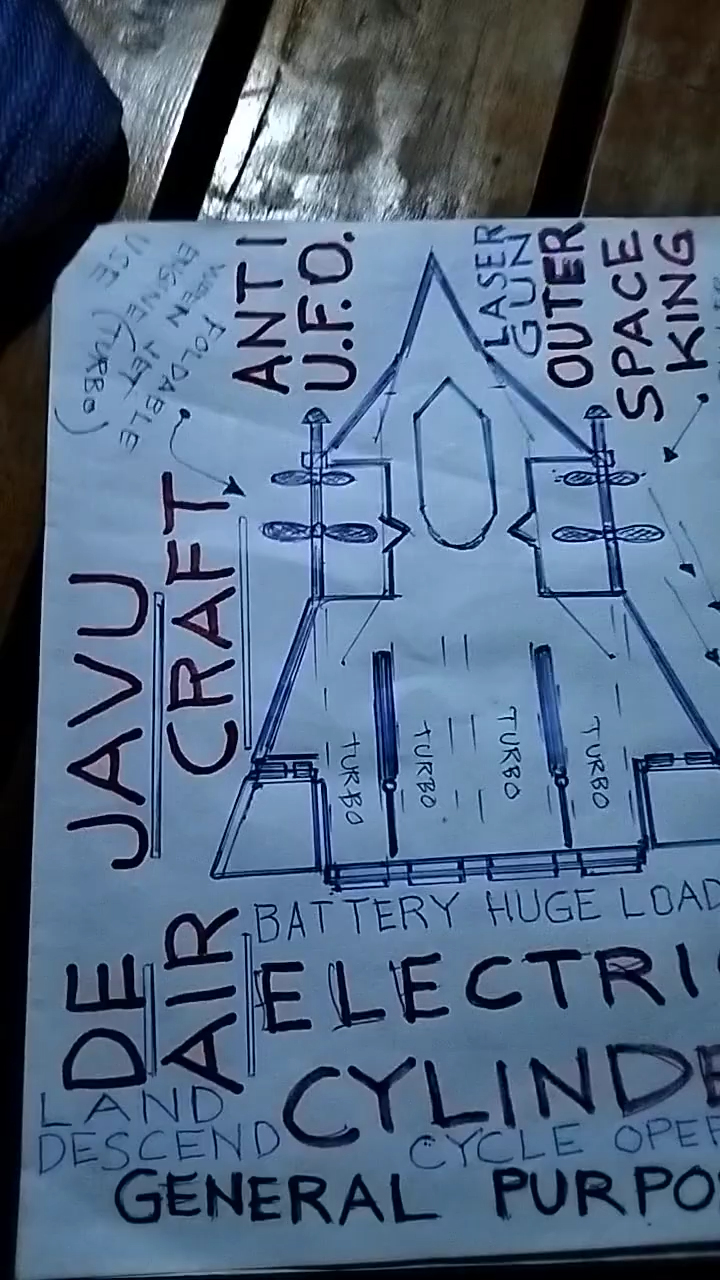 DE JAVU
AIR CRAFT
USE (TURBO)
ENGINE JET
WHEN FOLDABLE
ANTI
U.F.O.
LASER
GUN
OUTER
SPACE
KING
TURBO
TURBO
TURBO
TURBO
BATTERY HUGE LOAD
ELECTRI
CYLINDE
LAND
DESCEND
CYCLE OPER
GENERAL PURPO